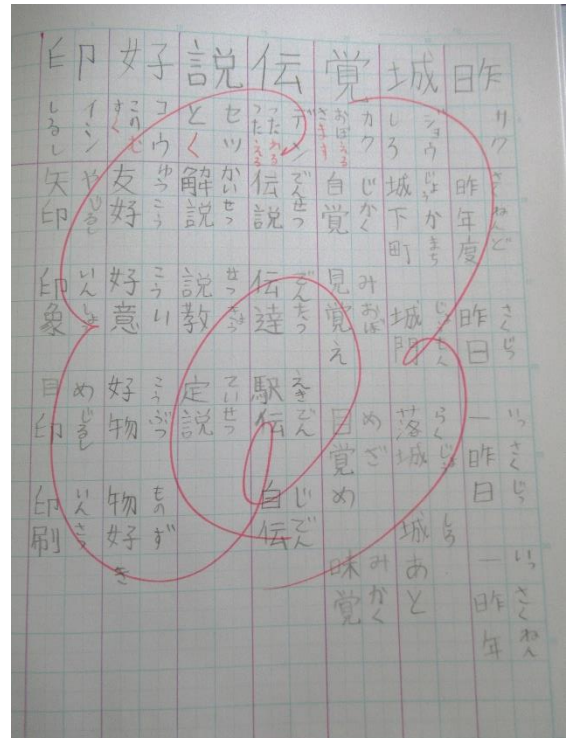 昨 サク 昨年度 昨日 一昨日 一昨年
さくねんど さくじつ いっさくじつ いっさくねん
城 ジョウ しろ 城下町 城門 落城 城あと
じょうかまち じょうもん らくじょう しろ
覚 カク おぼえる さます 自覚 見覚え 目覚め 味覚
じかく みおぼ めざ みかく
伝 デン つたわる つたえる 伝説 伝達 駅伝 自伝
でんせつ でんたつ えきでん じでん
説 セツ とく 解説 説教 定説
かいせつ せっきょう ていせつ
好 コウ このむ すく 友好 好意 好物 物好き
ゆうこう こうい こうぶつ ものず
印 イン しるし 矢印 印象 目印 印刷
やじるし いんしょう めじるし いんさつ